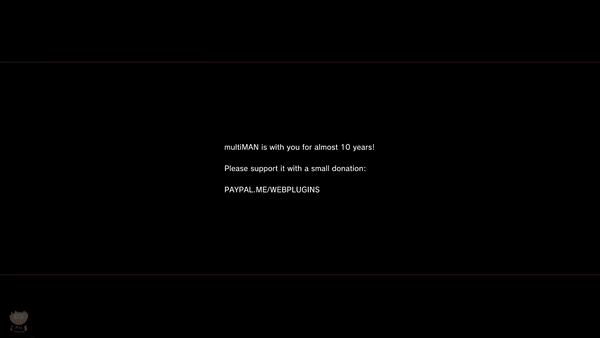 multiMAN is with you for almost 10 years!
Please support it with a small donation:
PAYPAL.ME/WEBPLUGINS